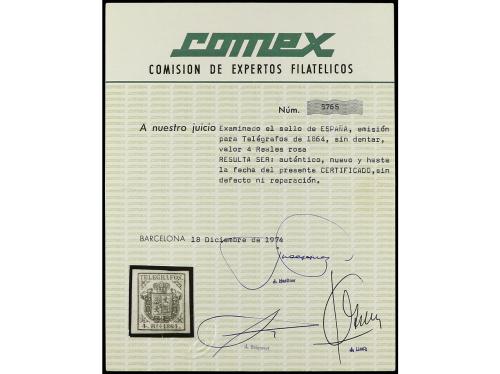 comex
COMISION DE EXPERTOS FILATELICOS
Núm. 5765
A nuestro juicio Examinado el sello de ESPAÑA, emisión
para Telégrafos de 1864, sin dentar,
valor 4 Reales rosa
RESULTA SER: auténtico, nuevo y hasta
la fecha del presente CERTIFICADO,sin
defecto ni reparación.
BARCELONA 18 Diciembre de 1974
TELEGRAFOS
1864